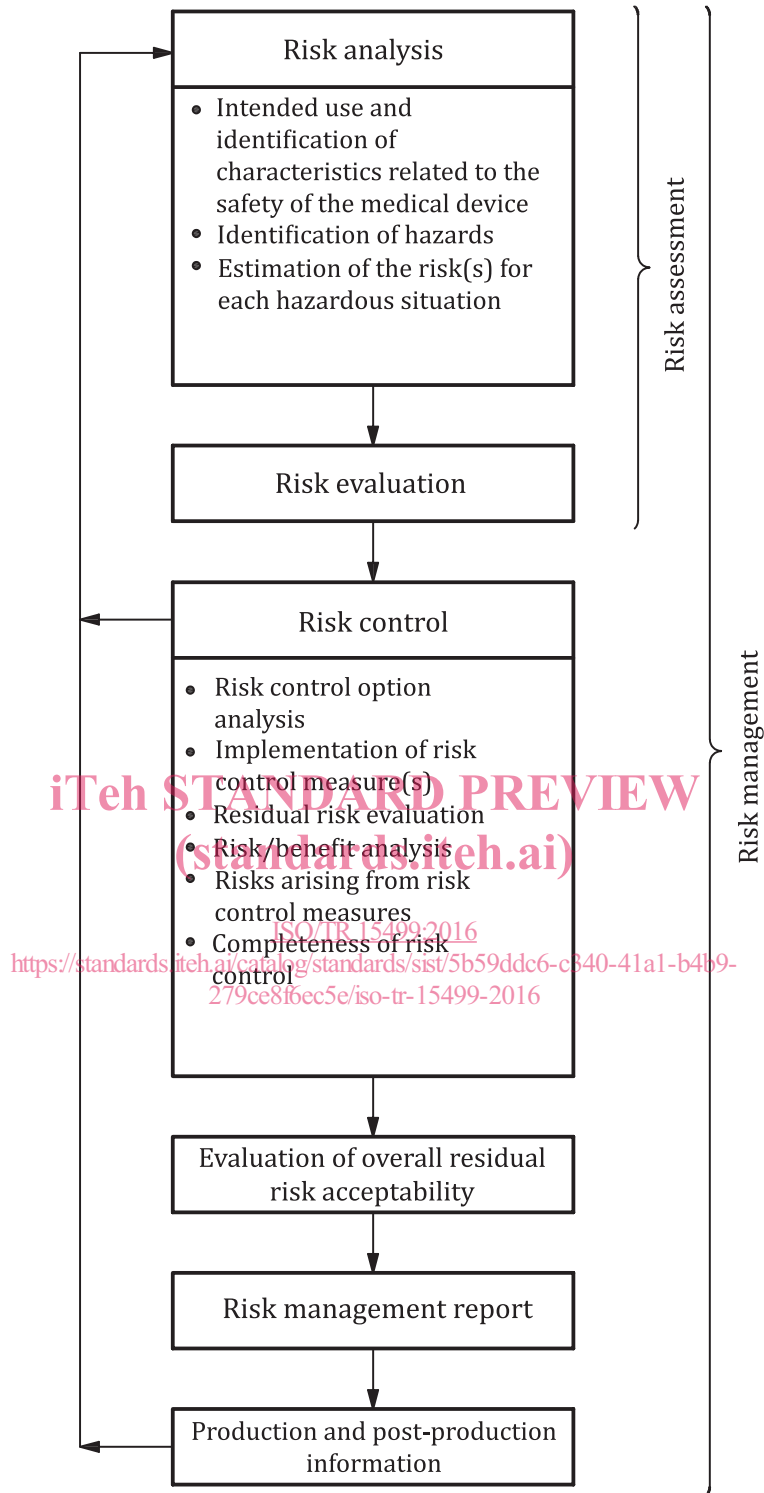 Risk analysis
• Intended use and
identification of
characteristics related to the
safety of the medical device
• Identification of hazards
• Estimation of the risk(s) for
each hazardous situation
Risk assessment
Risk evaluation
Risk control
• Risk control option
analysis
• Implementation of risk
control measure(s)
• Residual risk evaluation
• Risk/benefit analysis
• Risks arising from risk
control measures
• Completeness of risk
control
Risk management
iTeh STANDARD PREVIEW
(standards.iteh.ai)
ISO/TR 15499:2016
https://standards.iteh.ai/catalog/standards/sist/5b59ddc6-c340-41a1-b4b9-
279ce8f6ec5e/iso-tr-15499-2016
Evaluation of overall residual
risk acceptability
Risk management report
Production and post-production
information